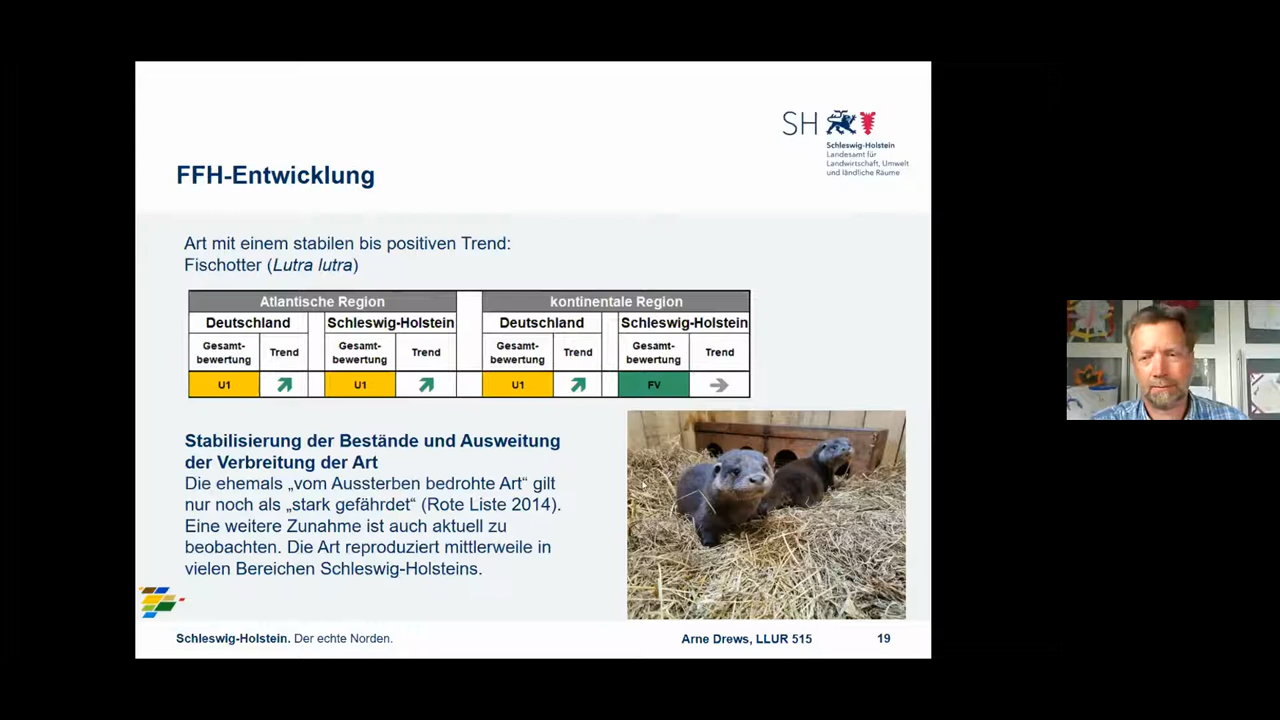 SH
Schleswig-Holstein
Landesamt für
Landwirtschaft, Umwelt
und ländliche Räume
FFH-Entwicklung
Art mit einem stabilen bis positiven Trend:
Fischotter (Lutra lutra)
Atlantische Region kontinentale Region
Deutschland Schleswig-Holstein Deutschland Schleswig-Holstein
Gesamt- Gesamt- Gesamt- Gesamt-
bewertung Trend bewertung Trend bewertung Trend bewertung Trend
U1 U1 U1 FV
Stabilisierung der Bestände und Ausweitung
der Verbreitung der Art
Die ehemals „vom Aussterben bedrohte Art“ gilt
nur noch als „stark gefährdet“ (Rote Liste 2014).
Eine weitere Zunahme ist auch aktuell zu
beobachten. Die Art reproduziert mittlerweile in
vielen Bereichen Schleswig-Holsteins.
Schleswig-Holstein. Der echte Norden. Arne Drews, LLUR 515 19